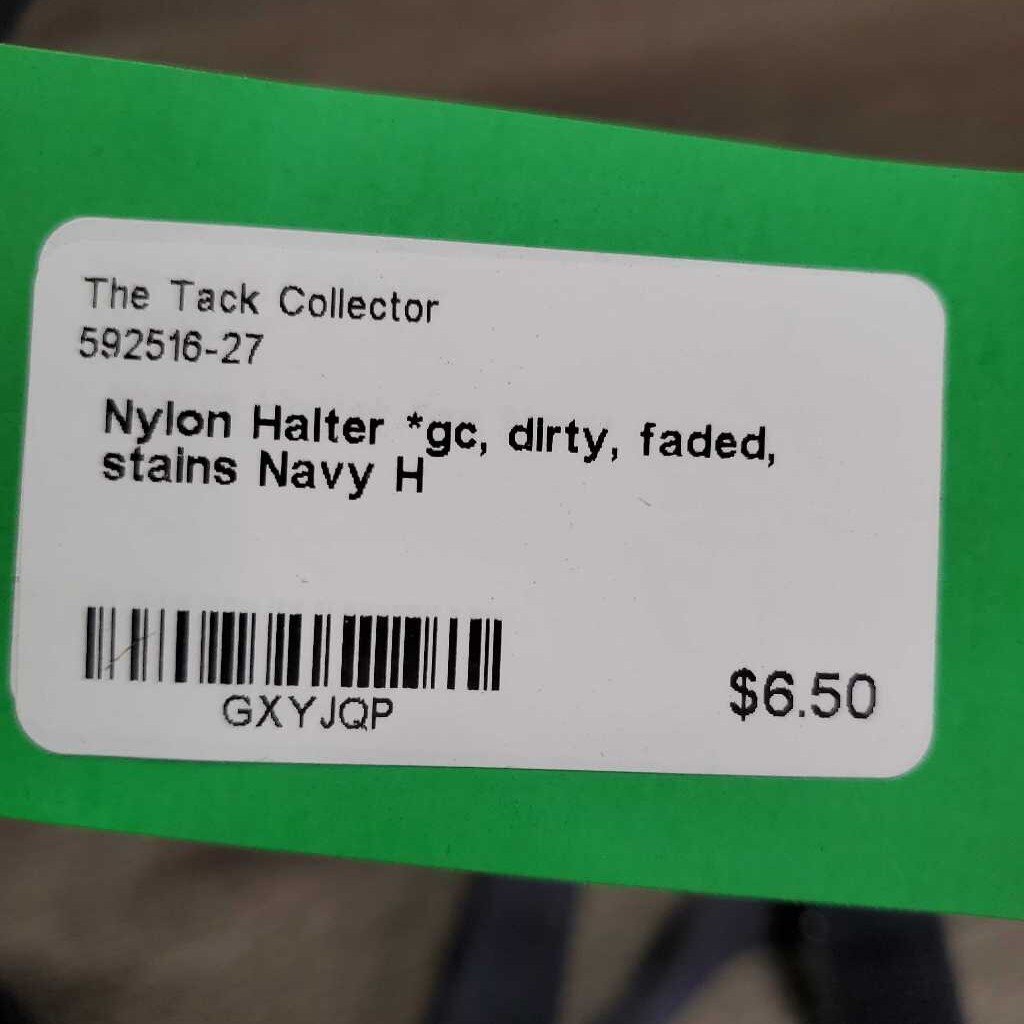 The Tack Collector
592516-27
Nylon Halter *gc, dirty, faded,
stains Navy H
GXYJQP
$6.50